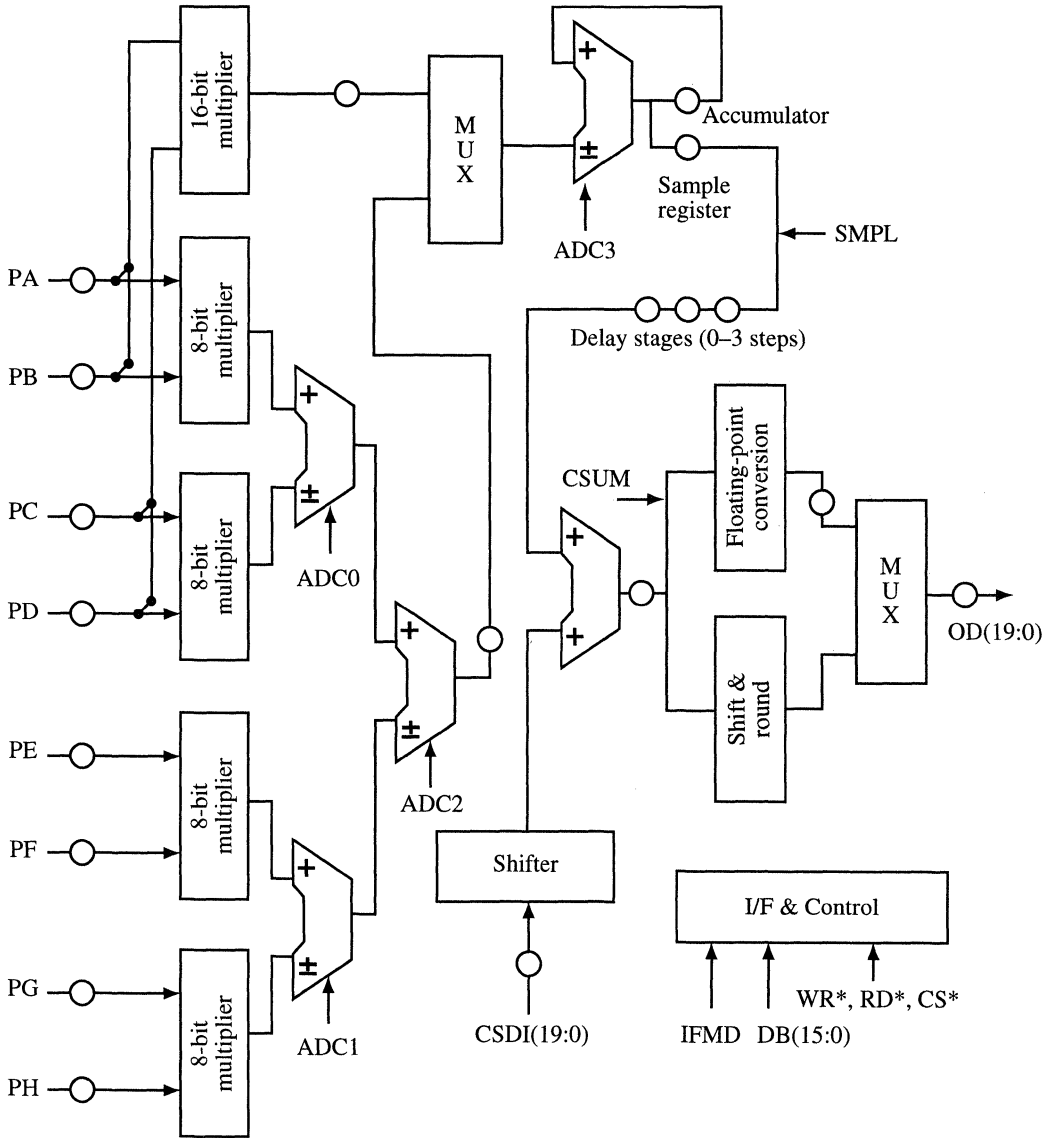 16-bit
multiplier
M
U
X
+
±
ADC3
Accumulator
Sample
register
SMPL
Delay stages (0–3 steps)
PA
PB
8-bit
multiplier
+
±
ADC0
PC
PD
8-bit
multiplier
+
±
ADC2
CSUM
+
+
Floating-point
conversion
Shift &
round
M
U
X
OD(19:0)
PE
PF
8-bit
multiplier
+
±
ADC1
PG
PH
8-bit
multiplier
Shifter
CSDI(19:0)
I/F & Control
WR*, RD*, CS*
IFMD
DB(15:0)